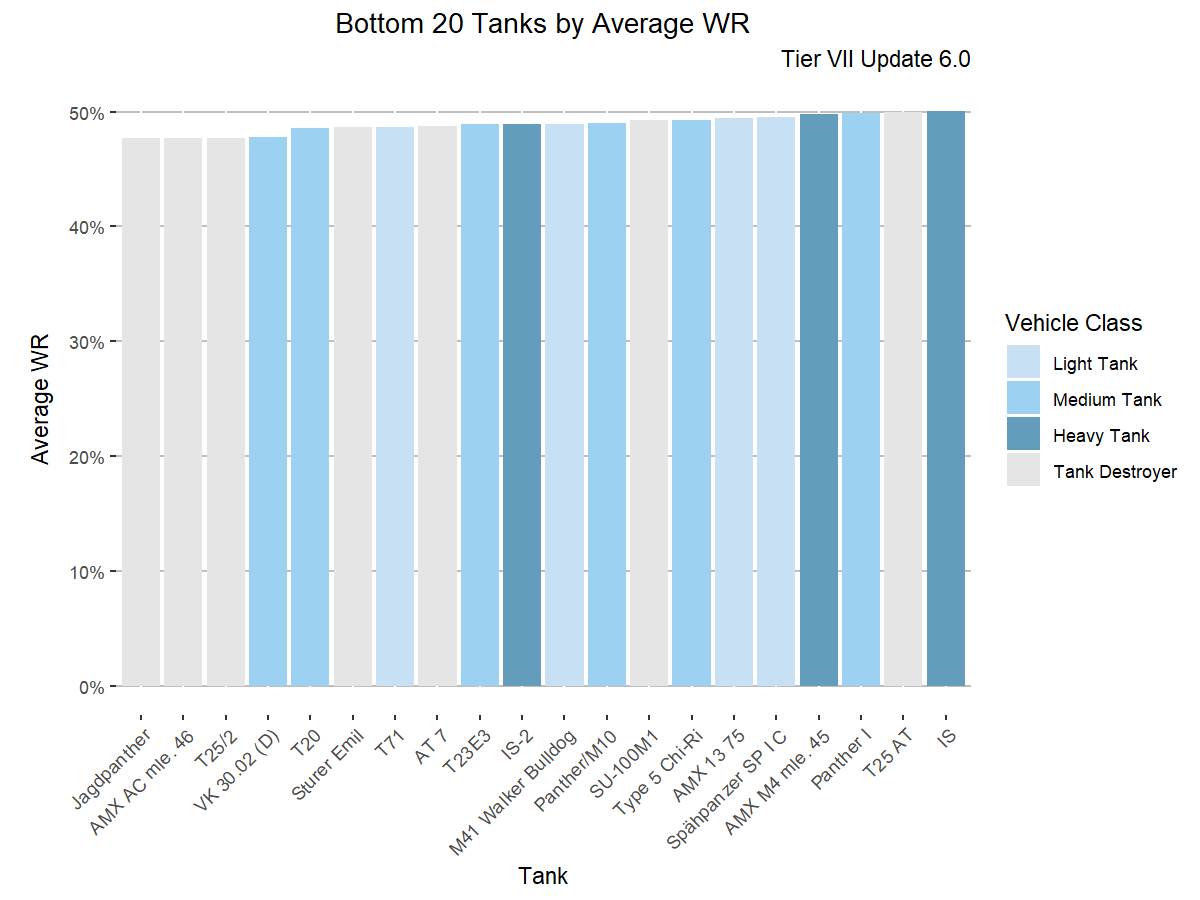 Bottom 20 Tanks by Average WR
Tier VII Update 6.0
Average WR
50%
40%
30%
20%
10%
0%
Jagdpanther
AMX AC mle. 46
T25/2
VK 30.02 (D)
T20
Sturer Emil
T71
AT 7
T23E3
IS-2
M41 Walker Bulldog
Panther/M10
SU-100M1
Type 5 Chi-Ri
AMX 13 75
Spähpanzer SP I C
AMX M4 mle. 45
Panther I
T25 AT
IS
Tank
Vehicle Class
Light Tank
Medium Tank
Heavy Tank
Tank Destroyer